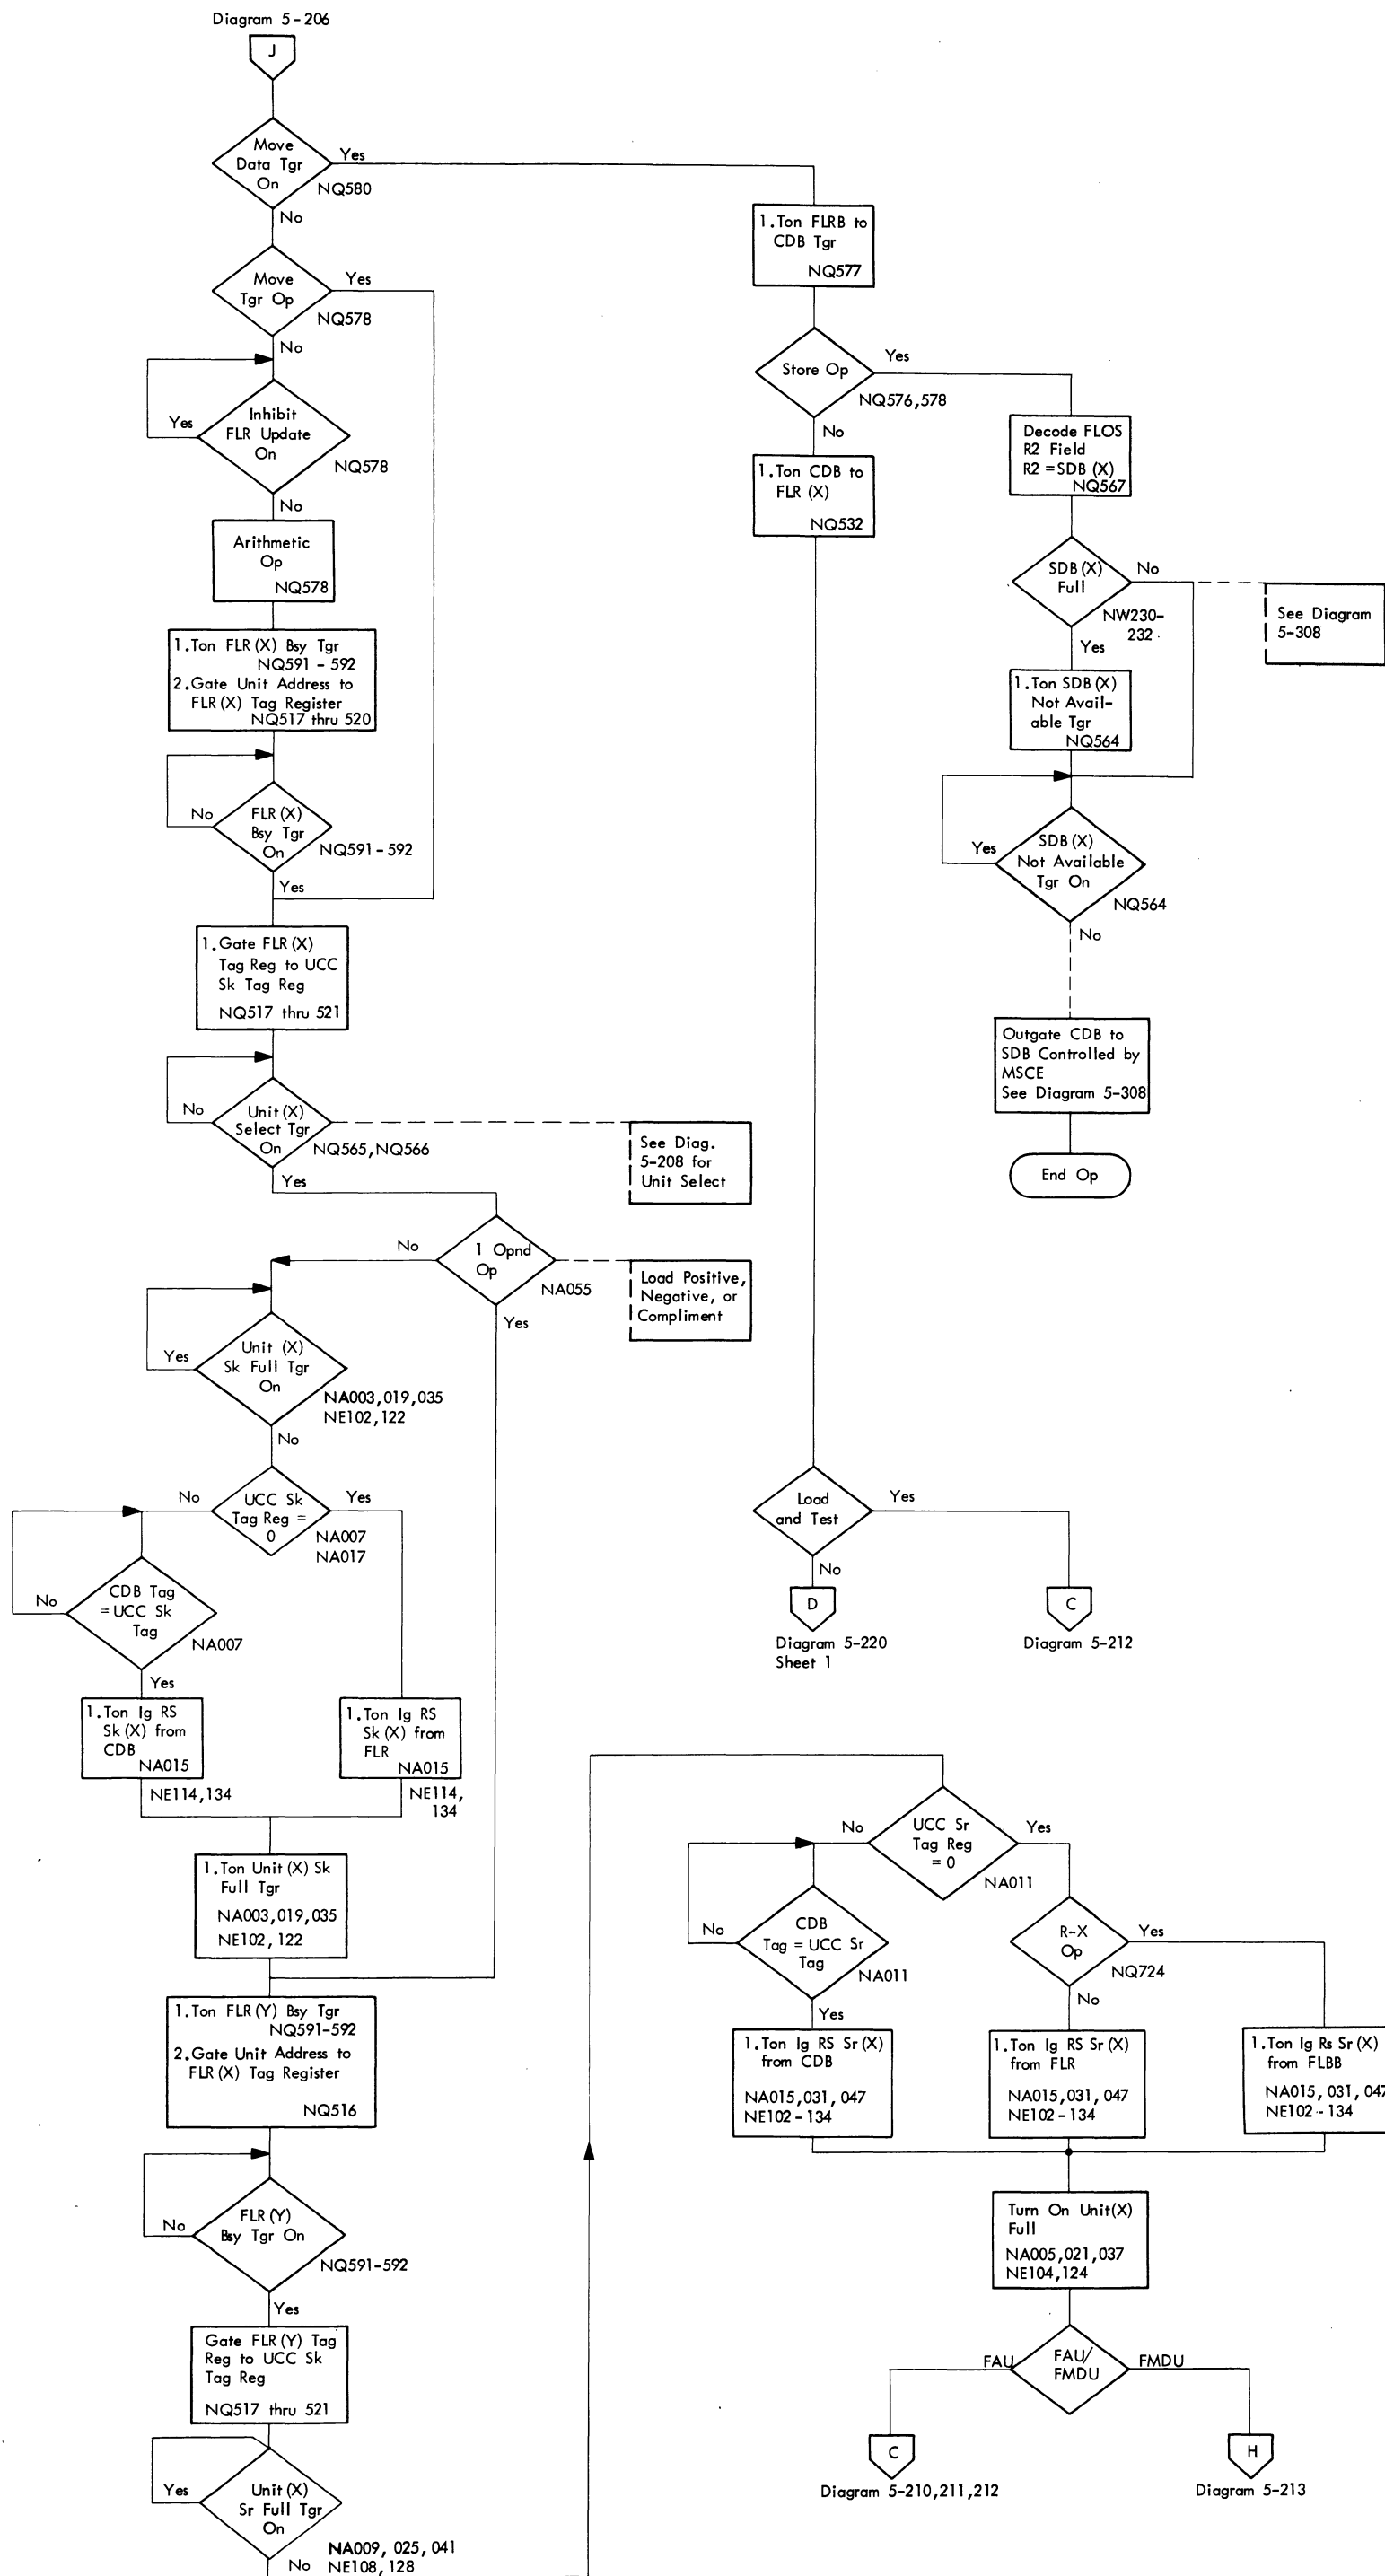 Diagram 5-206
J
Move
Data Tgr
On
Yes
NQ580
No
Move
Tgr Op
Yes
NQ578
No
Inhibit
FLR Update
On
Yes
NQ578
No
Arithmetic
Op
NQ578
1.Ton FLR(X) Bsy Tgr
NQ591 - 592
2.Gate Unit Address to
FLR(X) Tag Register
NQ517 thru 520
FLR(X)
Bsy Tgr
On
No
NQ591-592
Yes
1.Gate FLR(X)
Tag Reg to UCC
Sk Tag Reg
NQ517 thru 521
Unit(X)
Select Tgr
On
No
NQ565,NQ566
Yes
See Diag.
5-208 for
Unit Select
1 Opnd
Op
No
NA055
Yes
Load Positive,
Negative, or
Compliment
Unit (X)
Sk Full Tgr
On
Yes
NA003,019,035
NE102,122
No
UCC Sk
Tag Reg =
0
No
Yes
NA007
NA017
CDB Tag
=UCC Sk
Tag
No
NA007
Yes
1.Ton Ig RS
Sk(X) from
CDB
NA015
NE114,134
1.Ton Ig RS
Sk(X) from
FLR
NA015
NE114,
134
1.Ton Unit(X) Sk
Full Tgr
NA003,019,035
NE102,122
1.Ton FLR(Y) Bsy Tgr
NQ591-592
2.Gate Unit Address to
FLR(X) Tag Register
NQ516
FLR(Y)
Bsy Tgr On
No
NQ591-592
Yes
Gate FLR(Y) Tag
Reg to UCC Sk
Tag Reg
NQ517 thru 521
Unit(X)
Sr Full Tgr
On
Yes
NA009, 025, 041
NE108,128
No
1.Ton FLRB to
CDB Tgr
NQ577
Store Op
Yes
NQ576,578
No
1.Ton CDB to
FLR (X)
NQ532
Decode FLOS
R2 Field
R2 =SDB (X)
NQ567
SDB(X)
Full
No
NW230-
232
Yes
See Diagram
5-308
1.Ton SDB(X)
Not Avail-
able Tgr
NQ564
SDB(X)
Not Available
Tgr On
Yes
NQ564
No
Outgate CDB to
SDB Controlled by
MSCE
See Diagram 5-308
End Op
Load
and Test
Yes
No
D
Diagram 5-220
Sheet 1
C
Diagram 5-212
UCC Sr
Tag Reg
= 0
No
Yes
NA011
CDB
Tag = UCC Sr
Tag
No
NA011
Yes
R-X
Op
Yes
NQ724
No
1.Ton Ig RS Sr(X)
from CDB
NA015,031,047
NE102-134
1.Ton Ig RS Sr(X)
from FLR
NA015,031,047
NE102-134
1.Ton Ig Rs Sr(X)
from FLBB
NA015,031,047
NE102-134
Turn On Unit(X)
Full
NA005,021,037
NE104,124
FAU/
FMDU
FAU
FMDU
C
Diagram 5-210,211,212
H
Diagram 5-213